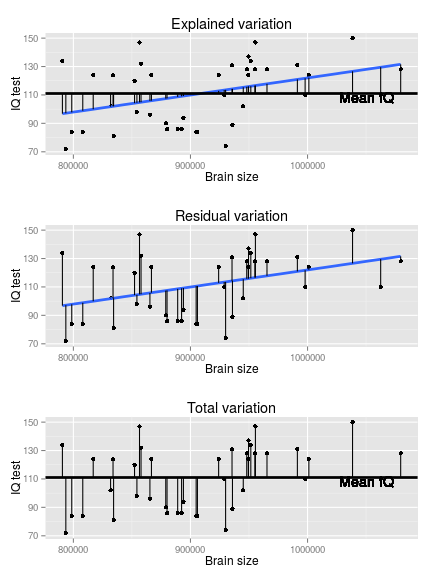 Explained variation
IQ test
150
130
110
90
70
Mean IQ
800000 900000 1000000
Brain size
Residual variation
IQ test
150
130
110
90
70
800000 900000 1000000
Brain size
Total variation
IQ test
150
130
110
90
70
Mean IQ
800000 900000 1000000
Brain size